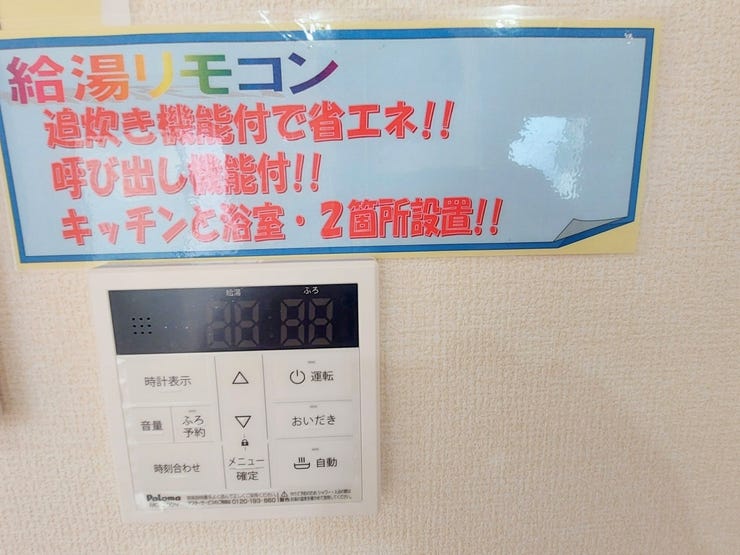 給湯リモコン
追炊き機能付で省エネ!!
呼び出し機能付!!
キッチンと浴室・2箇所設置!!
給湯 ふろ
時計表示
運転
音量
ふろ
予約
おいだき
時刻合わせ
メニュー
確定
自動
Paloma
0120-193-860